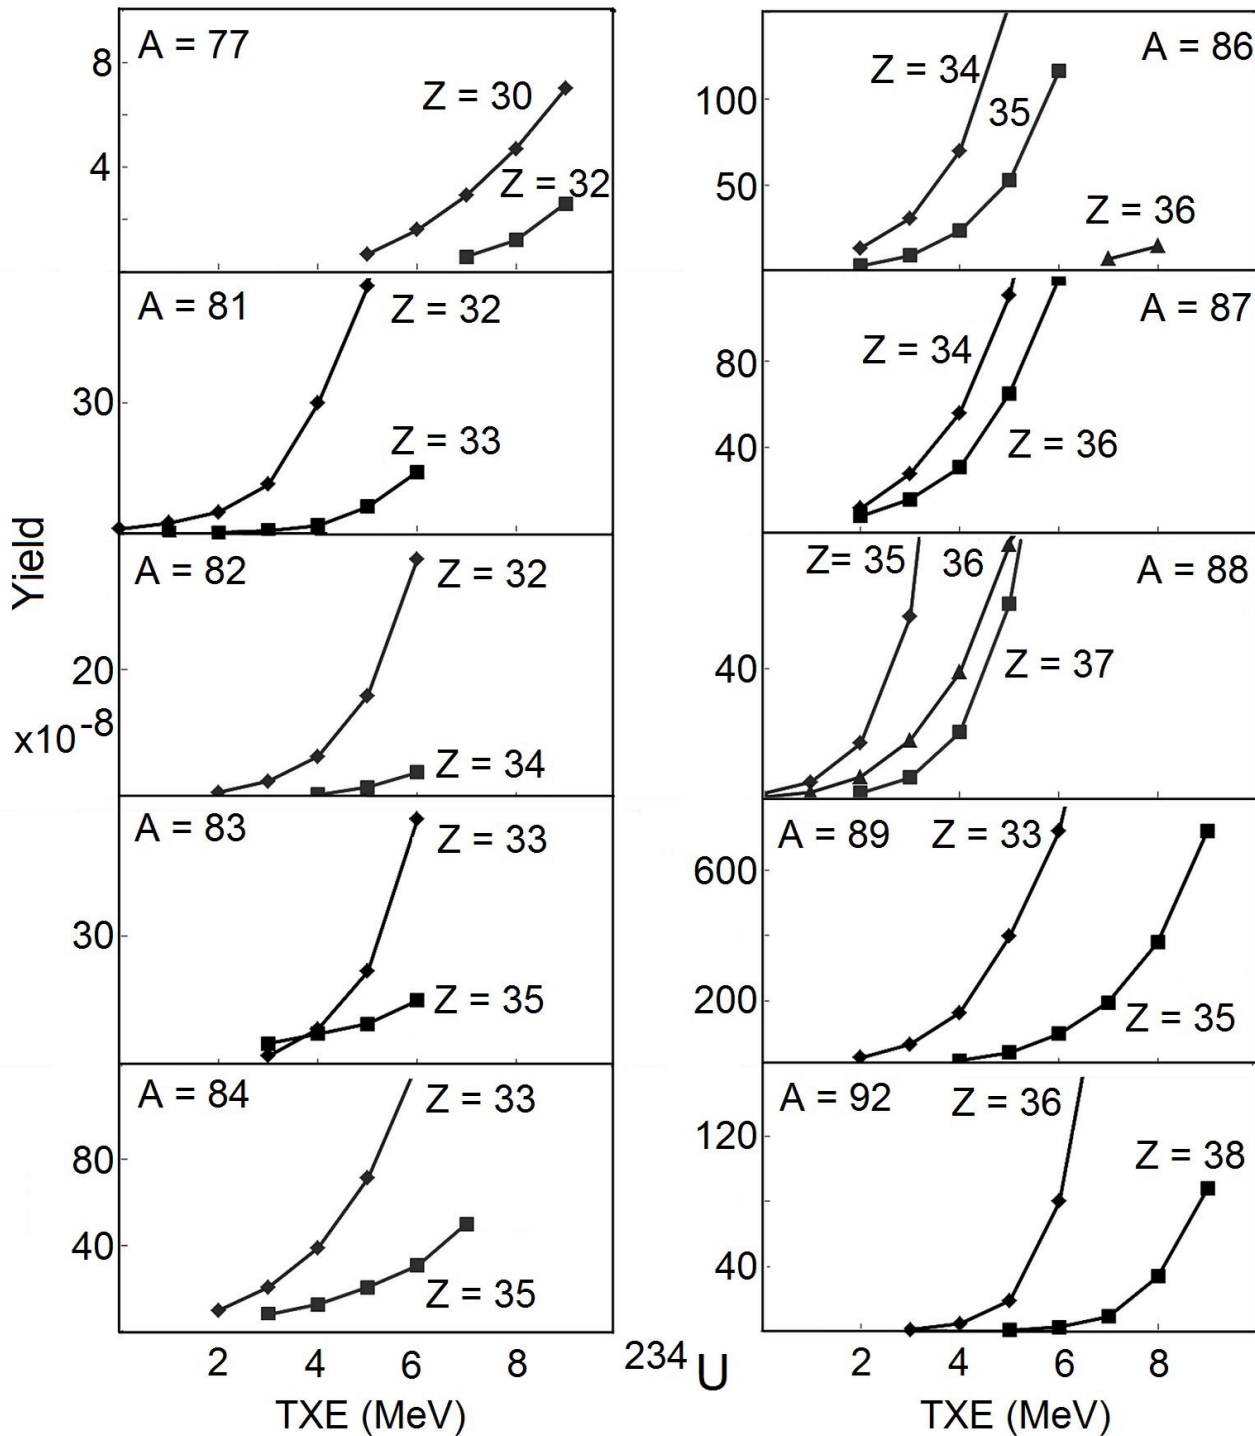 A = 77
8
4
Z = 30
Z = 32
A = 81
30
Z = 32
Z = 33
A = 82
20
Z = 32
Z = 34
A = 83
30
Z = 33
Z = 35
A = 84
80
40
Z = 33
Z = 35
Yield
x10-8
2 4 6 8
TXE (MeV)
234U
A = 86
100
50
Z = 34
35
Z = 36
A = 87
80
40
Z = 34
Z = 36
A = 88
40
Z= 35
36
Z = 37
A = 89
600
200
Z = 33
Z = 35
A = 92
120
40
Z = 36
Z = 38
2 4 6 8
TXE (MeV)